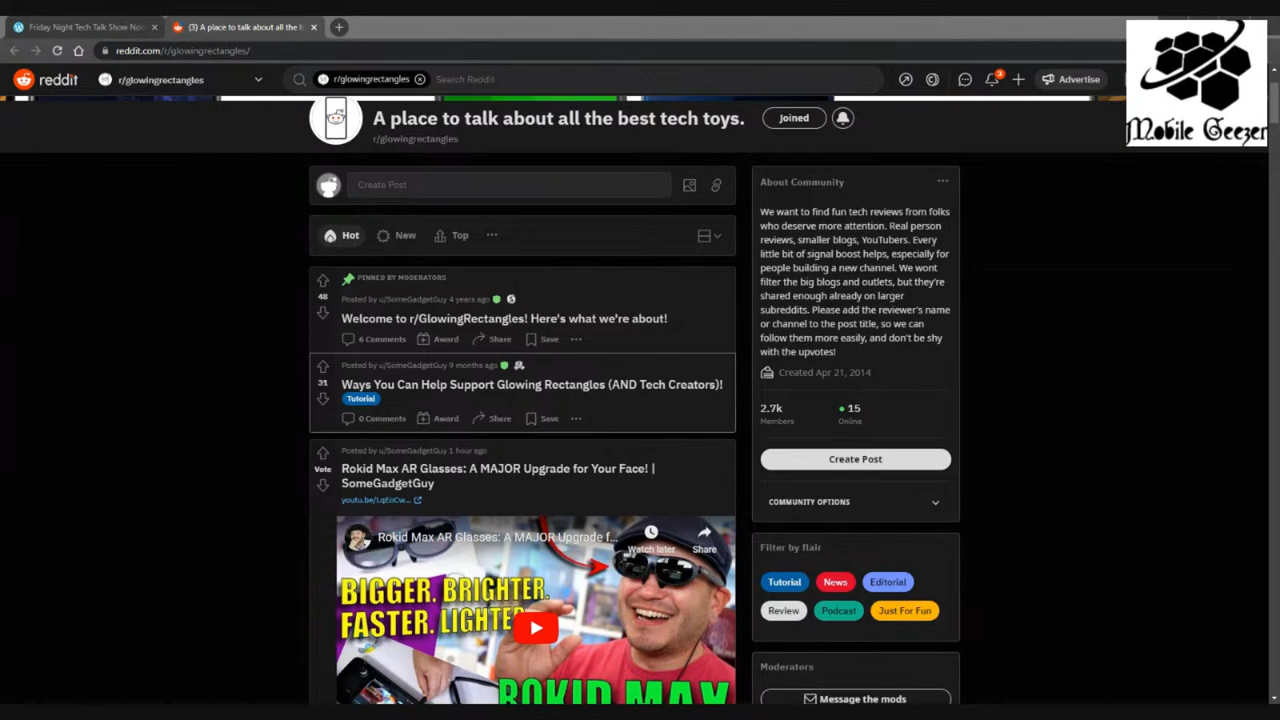 Friday Night Tech Talk Show No
(3) A place to talk about all the b
reddit.com/r/glowingrectangles/
reddit
r/glowingrectangles
r/glowingrectangles
Search Reddit
3
Advertise
Mobile Geezer
A place to talk about all the best tech toys.
r/glowingrectangles
Joined
Create Post
Hot
New
Top
PINNED BY MODERATORS
48
Posted by u/SomeGadgetGuy 4 years ago
Welcome to r/GlowingRectangles! Here's what we're about!
6 Comments
Award
Share
Save
31
Posted by u/SomeGadgetGuy 9 months ago
Ways You Can Help Support Glowing Rectangles (AND Tech Creators)!
Tutorial
0 Comments
Award
Share
Save
Vote
Posted by u/SomeGadgetGuy 1 hour ago
Rokid Max AR Glasses: A MAJOR Upgrade for Your Face! |
SomeGadgetGuy
youtu.be/LqEoCw...
Rokid Max AR Glasses: A MAJOR Upgrade f...
Watch later
Share
BIGGER. BRIGHTER.
FASTER. LIGHTER.
ROKID MAX
About Community
We want to find fun tech reviews from folks
who deserve more attention. Real person
reviews, smaller blogs, YouTubers. Every
little bit of signal boost helps, especially for
people building a new channel. We wont
filter the big blogs and outlets, but they're
shared enough already on larger
subreddits. Please add the reviewer's name
or channel to the post title, so we can
follow them more easily, and don't be shy
with the upvotes!
Created Apr 21, 2014
2.7k
Members
15
Online
Create Post
COMMUNITY OPTIONS
Filter by flair
Tutorial
News
Editorial
Review
Podcast
Just For Fun
Moderators
Message the mods